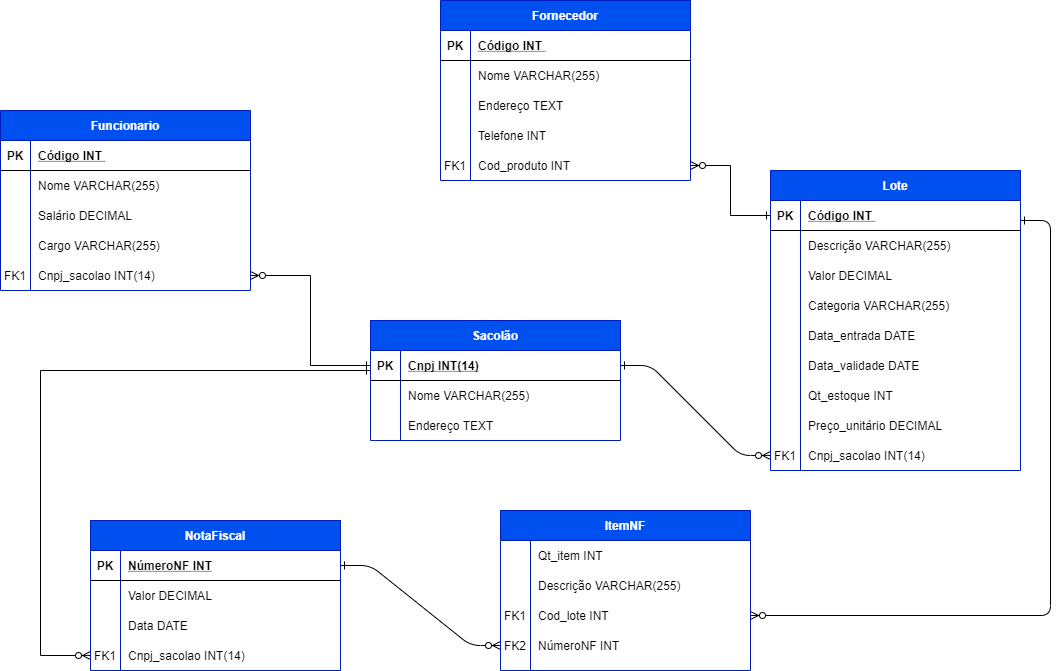 Fornecedor
PK Código INT
Nome VARCHAR(255)
Endereço TEXT
Telefone INT
FK1 Cod_produto INT
Funcionario
PK Código INT
Nome VARCHAR(255)
Salário DECIMAL
Cargo VARCHAR(255)
FK1 Cnpj_sacolao INT(14)
Lote
PK Código INT
Descrição VARCHAR(255)
Valor DECIMAL
Categoria VARCHAR(255)
Data_entrada DATE
Data_validade DATE
Qt_estoque INT
Preço_unitário DECIMAL
FK1 Cnpj_sacolao INT(14)
Sacolão
PK Cnpj INT(14)
Nome VARCHAR(255)
Endereço TEXT
NotaFiscal
PK NúmeroNF INT
Valor DECIMAL
Data DATE
FK1 Cnpj_sacolao INT(14)
ItemNF
Qt_item INT
Descrição VARCHAR(255)
FK1 Cod_lote INT
FK2 NúmeroNF INT